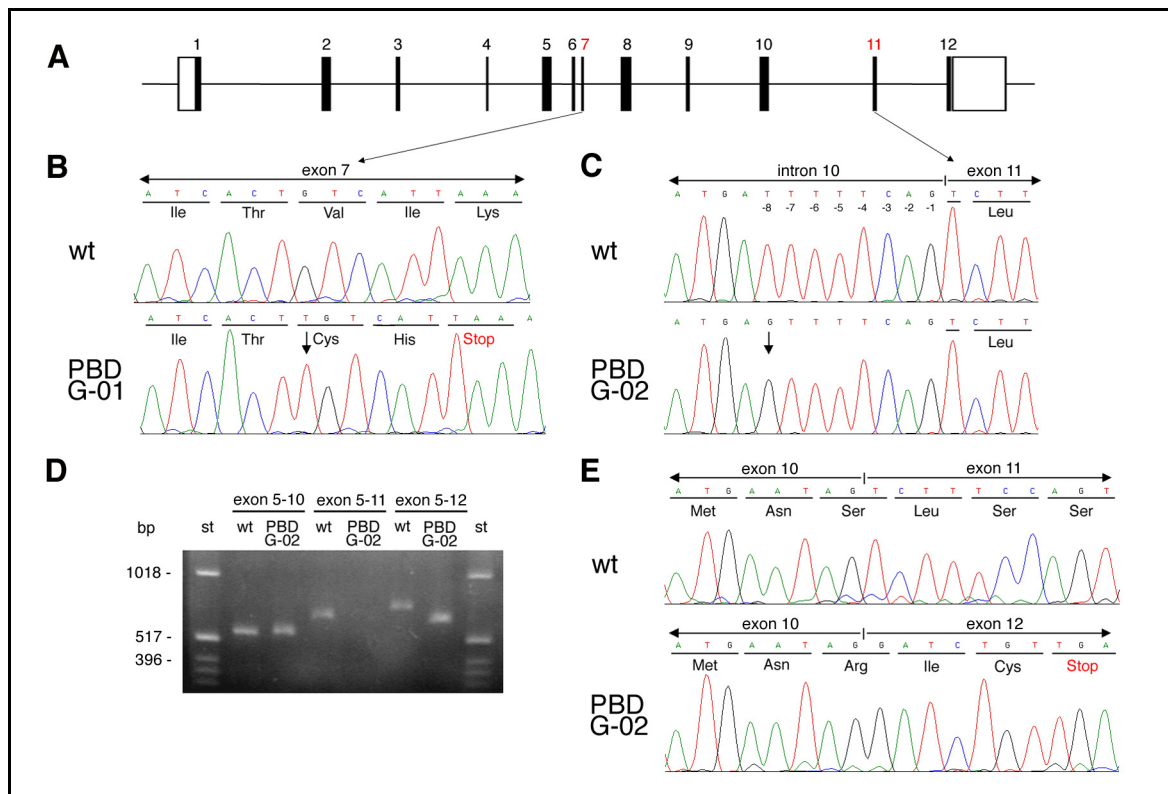 A
1 2 3 4 5 6 7 8 9 10 11 12
B
exon 7
A T C A C T G T C A T T A A A
Ile Thr Val Ile Lys
wt
A T C A C T T G T C A T T A A A
Ile Thr Cys His Stop
PBD
G-01
C
intron 10 exon 11
A T G A T T T T T C A G T C T T
-8 -7 -6 -5 -4 -3 -2 -1
Leu
wt
A T G A G T T T T C A G T C T T
Leu
PBD
G-02
D
exon 5-10 exon 5-11 exon 5-12
bp st wt PBD G-02 wt PBD G-02 wt PBD G-02 st
1018 -
517 -
396 -
E
exon 10 exon 11
A T G A A T A G T C T T T C C A G T
Met Asn Ser Leu Ser Ser
wt
exon 10 exon 12
A T G A A T A G G A T C T G T T G A
Met Asn Arg Ile Cys Stop
PBD
G-02